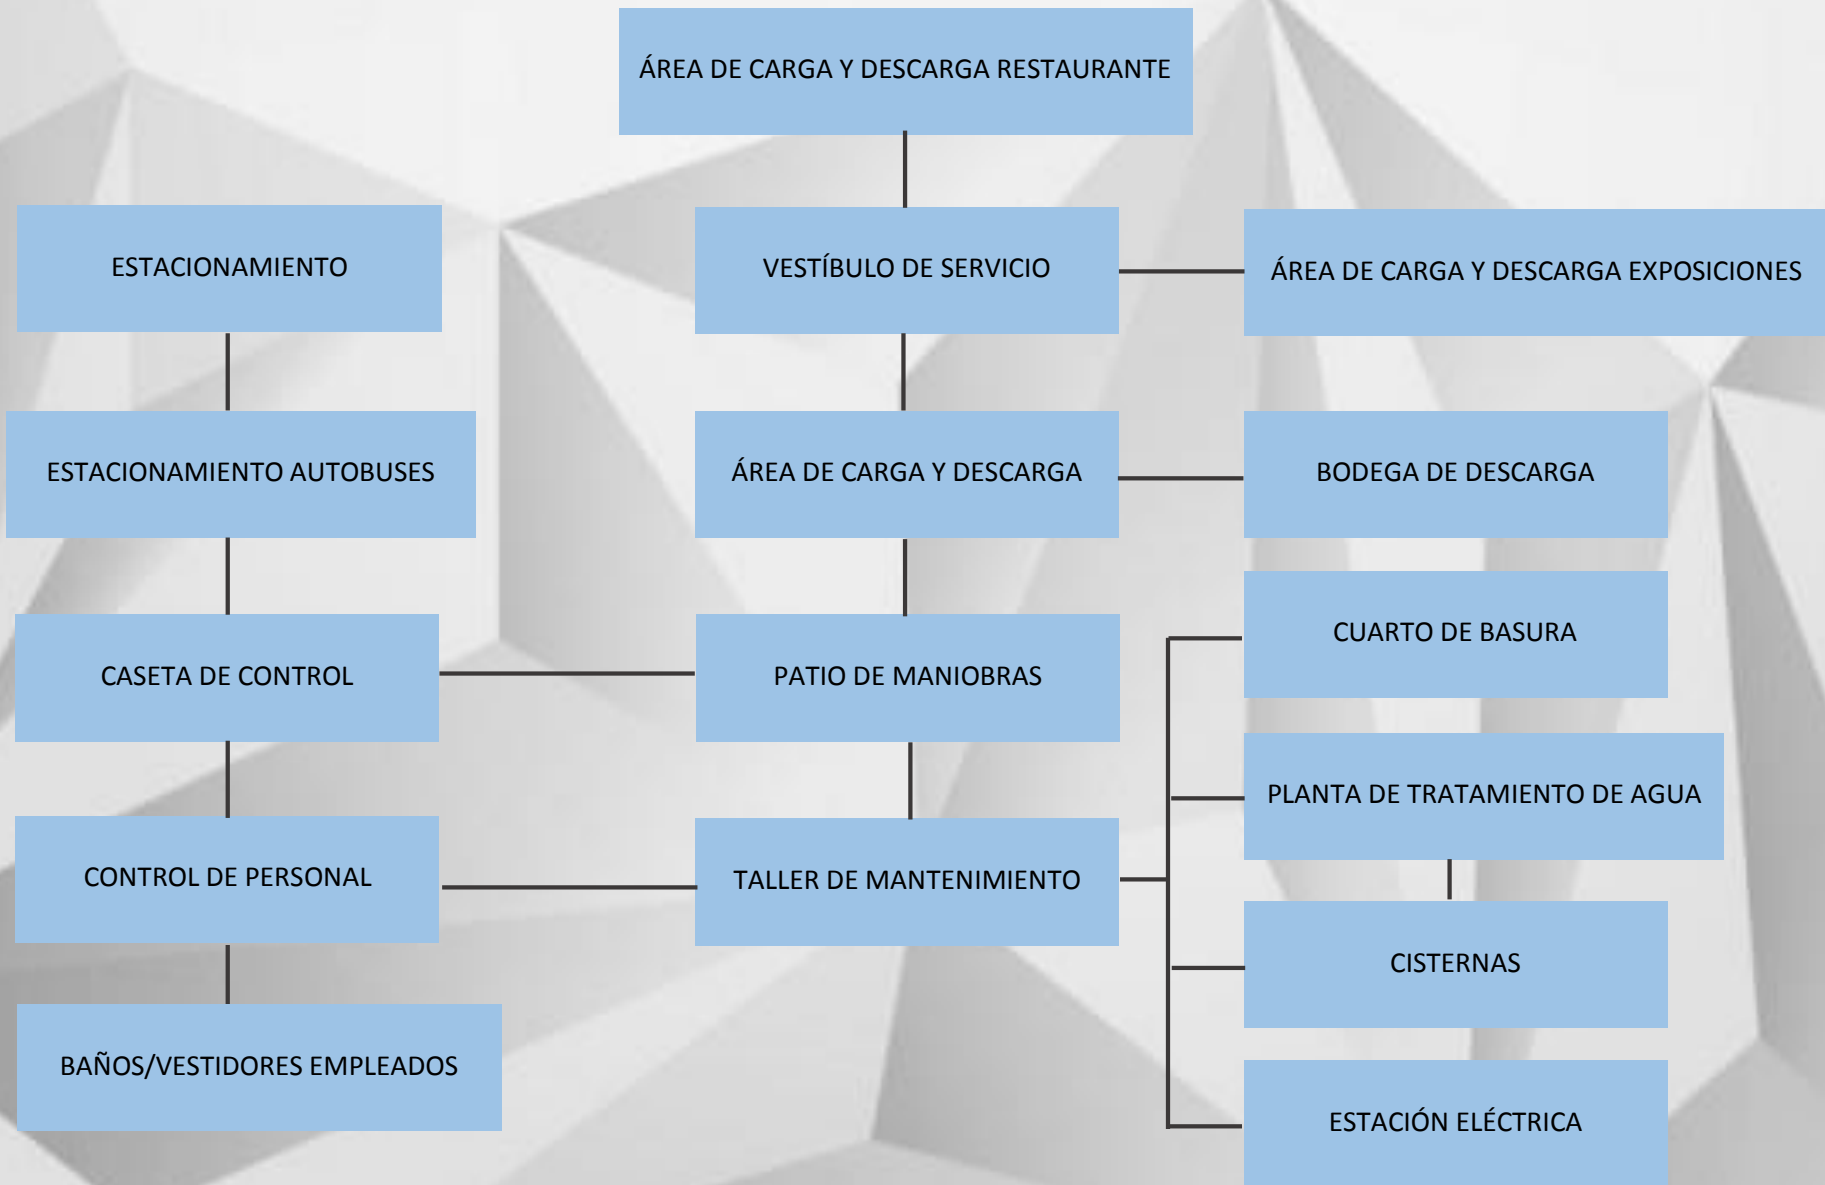 ÁREA DE CARGA Y DESCARGA RESTAURANTE
ESTACIONAMIENTO
VESTÍBULO DE SERVICIO
ÁREA DE CARGA Y DESCARGA EXPOSICIONES
ESTACIONAMIENTO AUTOBUSES
ÁREA DE CARGA Y DESCARGA
BODEGA DE DESCARGA
CUARTO DE BASURA
CASETA DE CONTROL
PATIO DE MANIOBRAS
PLANTA DE TRATAMIENTO DE AGUA
CONTROL DE PERSONAL
TALLER DE MANTENIMIENTO
CISTERNAS
BAÑOS/VESTIDORES EMPLEADOS
ESTACIÓN ELÉCTRICA